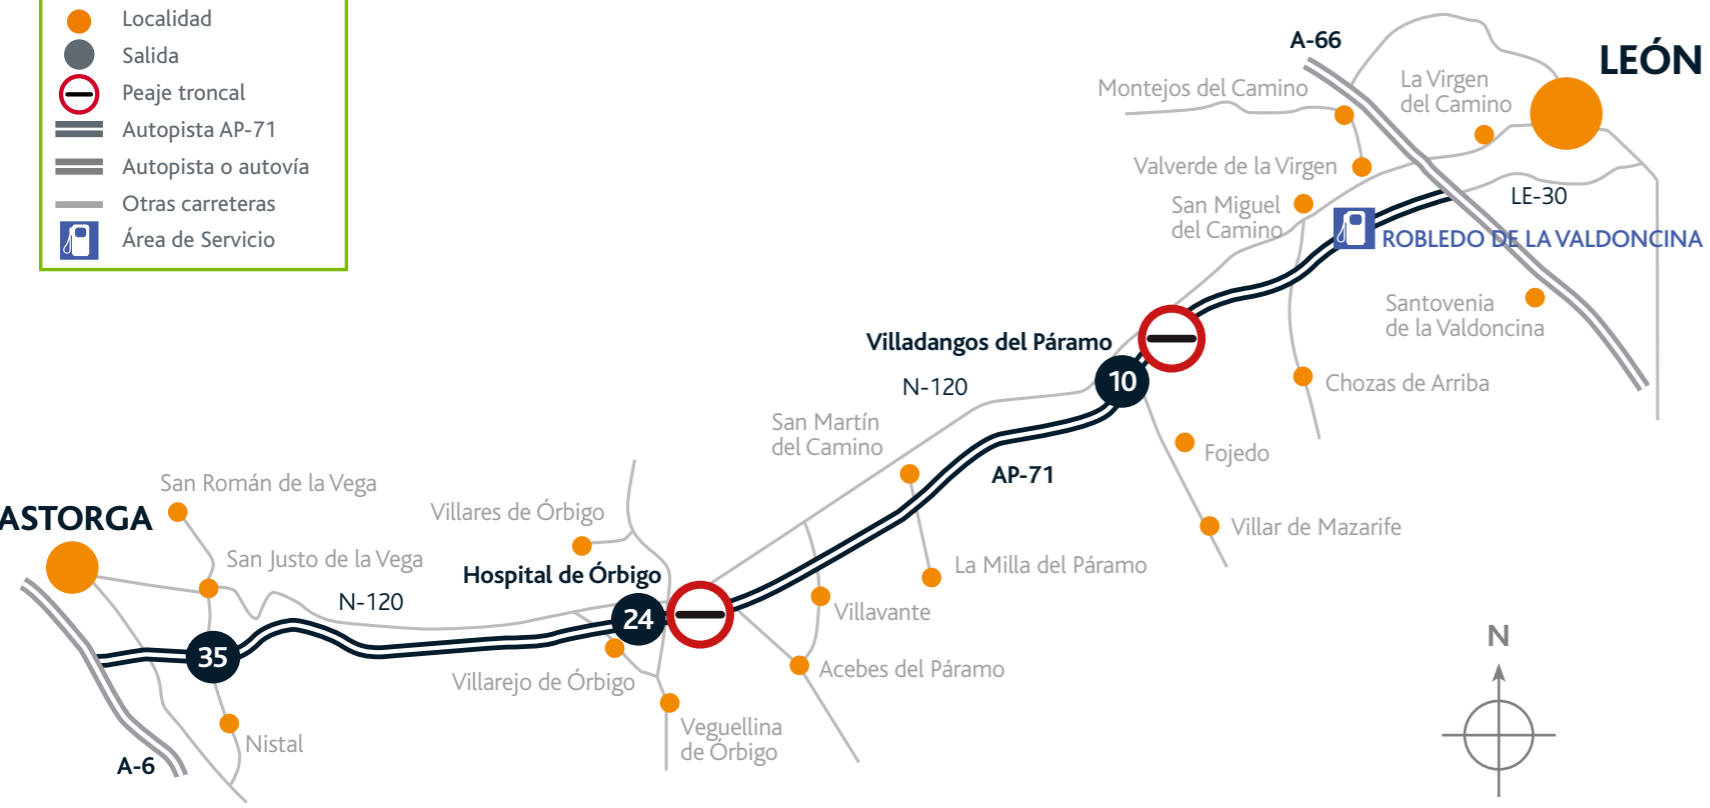 Localidad
Salida
Peaje troncal
Autopista AP-71
Autopista o autovía
Otras carreteras
Área de Servicio
A-66
LEÓN
La Virgen
del Camino
Montejos del Camino
Valverde de la Virgen
San Miguel
del Camino
LE-30
ROBLEDO DE LA VALDONCINA
Santovenia
de la Valdoncina
Villadangos del Páramo
10
N-120
Chozas de Arriba
San Martín
del Camino
Fojedo
AP-71
San Román de la Vega
Villares de Órbigo
ASTORGA
Villar de Mazarife
San Justo de la Vega
La Milla del Páramo
Hospital de Órbigo
N-120
24
Villavante
35
Acebes del Páramo
Villarejo de Órbigo
Veguellina
de Órbigo
Nistal
A-6
N